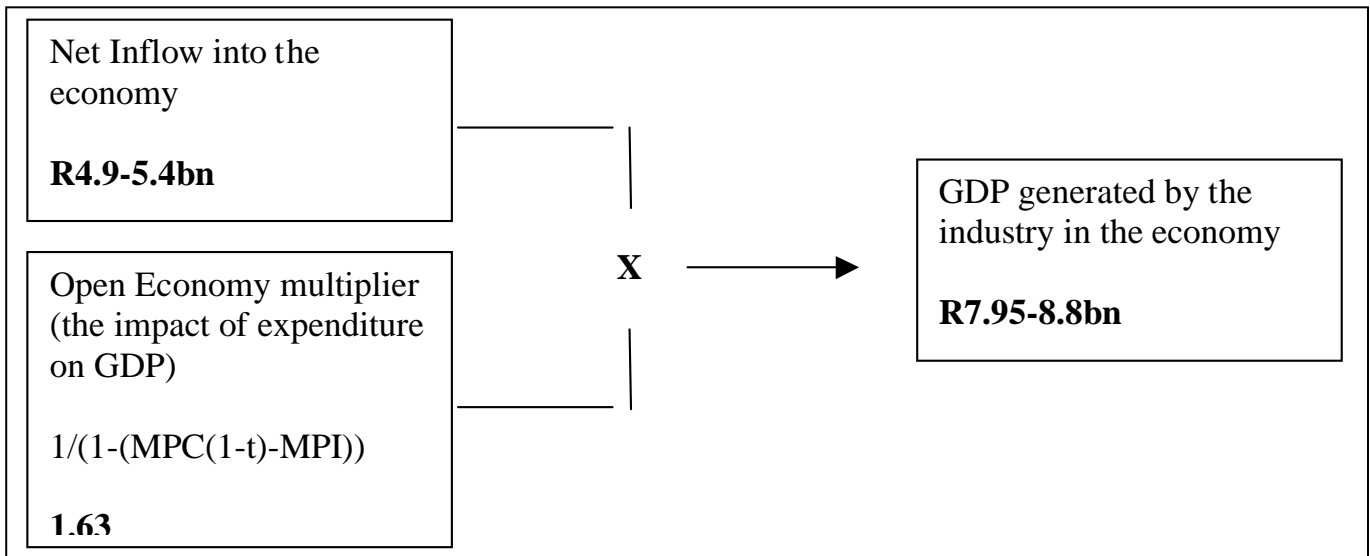 Net Inflow into the
economy
R4.9-5.4bn
Open Economy multiplier
(the impact of expenditure
on GDP)
1/(1-(MPC(1-t)-MPI))
1.63
X
GDP generated by the
industry in the economy
R7.95-8.8bn